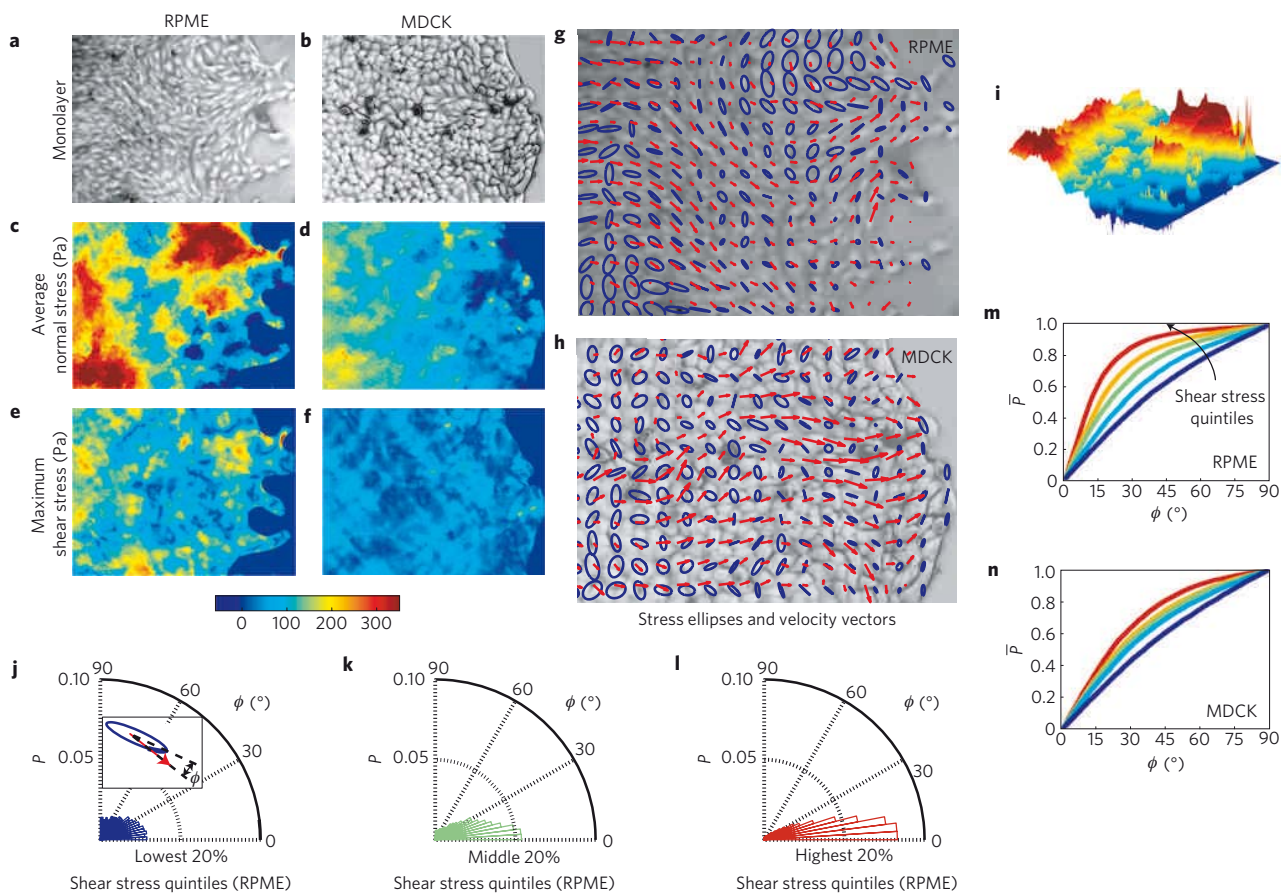 RPME
MDCK
a
b
Monolayer
c
d
Average
normal stress (Pa)
e
f
Maximum
shear stress (Pa)
0 100 200 300
g
RPME
h
MDCK
Stress ellipses and velocity vectors
i
j
90
0.10
60
ϕ (°)
30
0.05
P
ϕ
0
Lowest 20%
Shear stress quintiles (RPME)
k
90
0.10
60
ϕ (°)
30
0.05
P
0
Middle 20%
Shear stress quintiles (RPME)
l
90
0.10
60
ϕ (°)
30
0.05
P
0
Highest 20%
Shear stress quintiles (RPME)
m
1.0
0.8
0.6
0.4
0.2
0
P̅
Shear stress
quintiles
RPME
0 15 30 45 60 75 90
ϕ (°)
n
1.0
0.8
0.6
0.4
0.2
0
P̅
MDCK
0 15 30 45 60 75 90
ϕ (°)